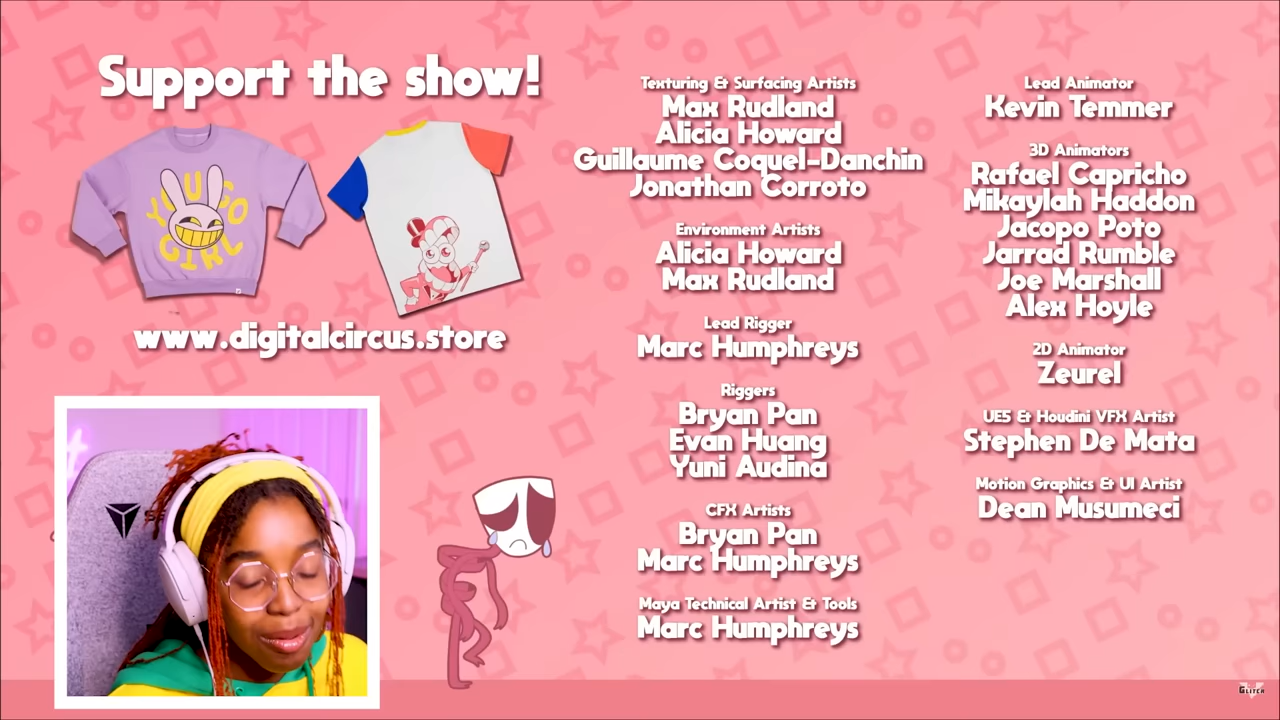 Support the show!
YOU GO
GIRL
www.digitalcircus.store
Texturing & Surfacing Artists
Max Rudland
Alicia Howard
Guillaume Coquel-Danchin
Jonathan Corroto
Environment Artists
Alicia Howard
Max Rudland
Lead Rigger
Marc Humphreys
Riggers
Bryan Pan
Evan Huang
Yuni Audina
CFX Artists
Bryan Pan
Marc Humphreys
Maya Technical Artist & Tools
Marc Humphreys
Lead Animator
Kevin Temmer
3D Animators
Rafael Capricho
Mikaylah Haddon
Jacopo Poto
Jarrad Rumble
Joe Marshall
Alex Hoyle
2D Animator
Zeurel
UE5 & Houdini VFX Artist
Stephen De Mata
Motion Graphics & UI Artist
Dean Musumeci
GLITCH